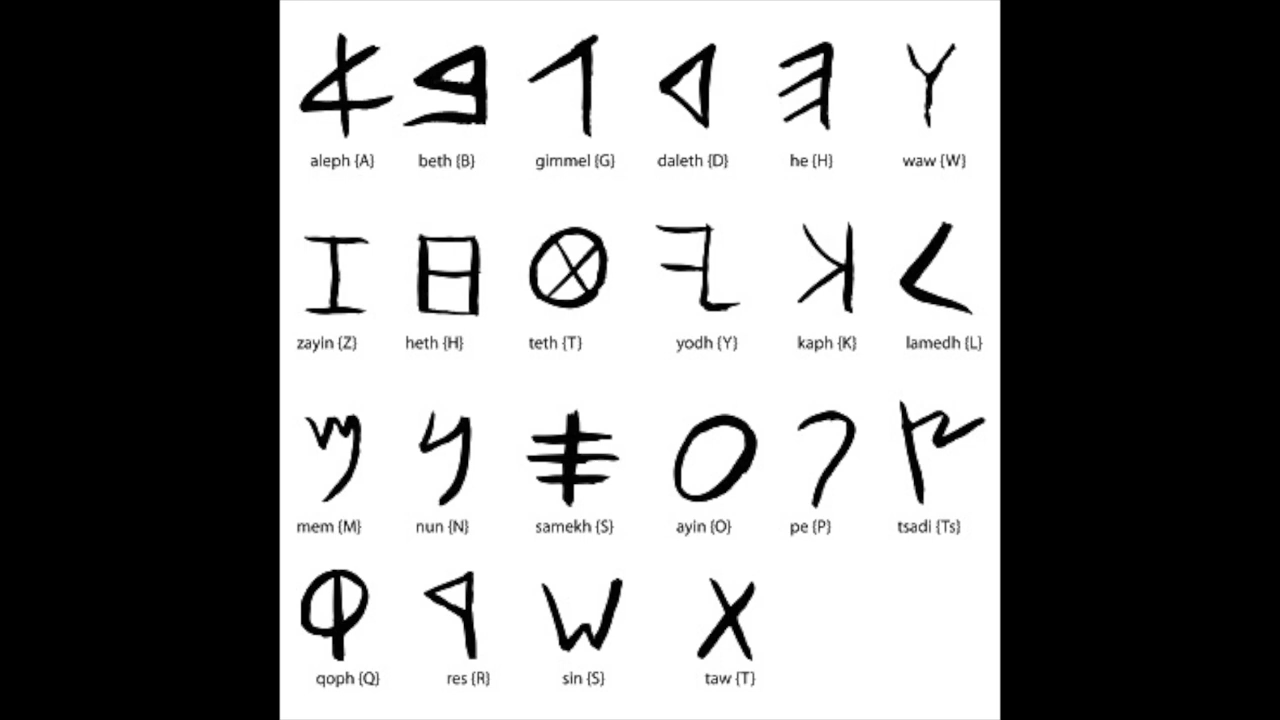 𐤀 𐤁 𐤂 𐤃 𐤄 𐤅
aleph {A} beth {B} gimmel {G} daleth {D} he {H} waw {W}
𐤆 𐤇 𐤈 𐤉 𐤊 𐤋
zayin {Z} heth {H} teth {T} yodh {Y} kaph {K} lamedh {L}
𐤌 𐤍 𐤎 𐤏 𐤐 𐤑
mem {M} nun {N} samekh {S} ayin {O} pe {P} tsadi {Ts}
𐤒 𐤓 𐤔 𐤕
qoph {Q} res {R} sin {S} taw {T}